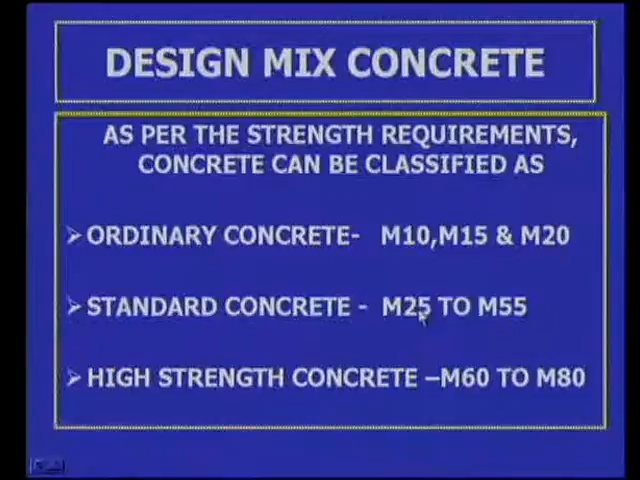 DESIGN MIX CONCRETE
AS PER THE STRENGTH REQUIREMENTS,
CONCRETE CAN BE CLASSIFIED AS
ORDINARY CONCRETE- M10,M15 & M20
STANDARD CONCRETE - M25 TO M55
HIGH STRENGTH CONCRETE –M60 TO M80